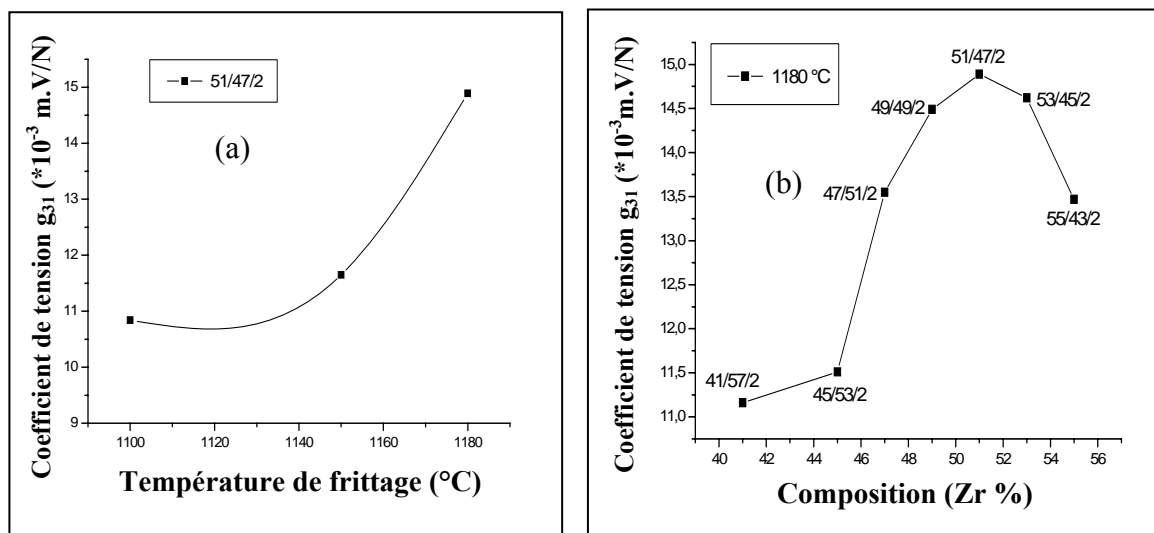 Coefficient de tension g31 (*10-3 m.V/N)
15
14
13
12
11
10
9
51/47/2
(a)
1100 1120 1140 1160 1180
Température de frittage (°C)
Coefficient de tension g31 (*10-3m.V/N)
15,0
14,5
14,0
13,5
13,0
12,5
12,0
11,5
11,0
1180 °C
51/47/2
49/49/2
53/45/2
47/51/2
(b)
55/43/2
41/57/2
45/53/2
40 42 44 46 48 50 52 54 56
Composition (Zr %)